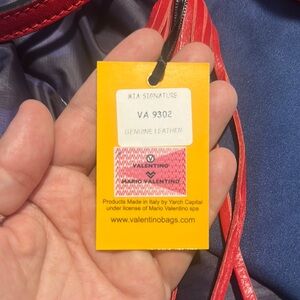 MIA SIGNATURE
VA 9302
GENUINE LEATHER
V
VALENTINO
MARIO VALENTINO
Products Made in Italy by Yarch Capital
under license of Mario Valentino spa
www.valentinobags.com